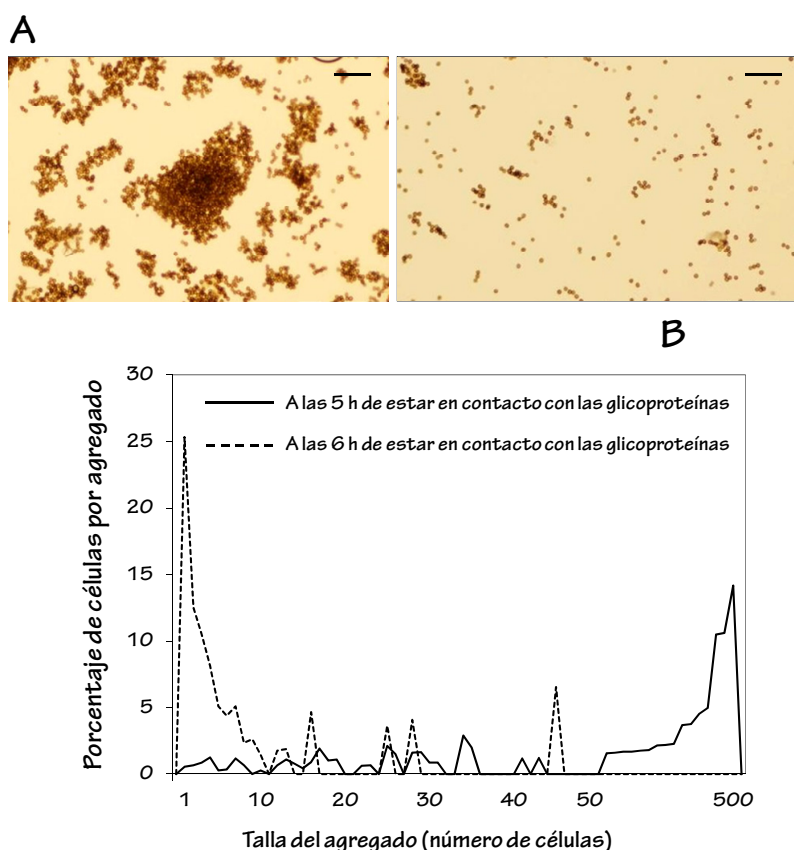 A
B
30
25
20
15
10
5
0
Porcentaje de células por agregado
A las 5 h de estar en contacto con las glicoproteínas
A las 6 h de estar en contacto con las glicoproteínas
1 10 20 30 40 50 500
Talla del agregado (número de células)